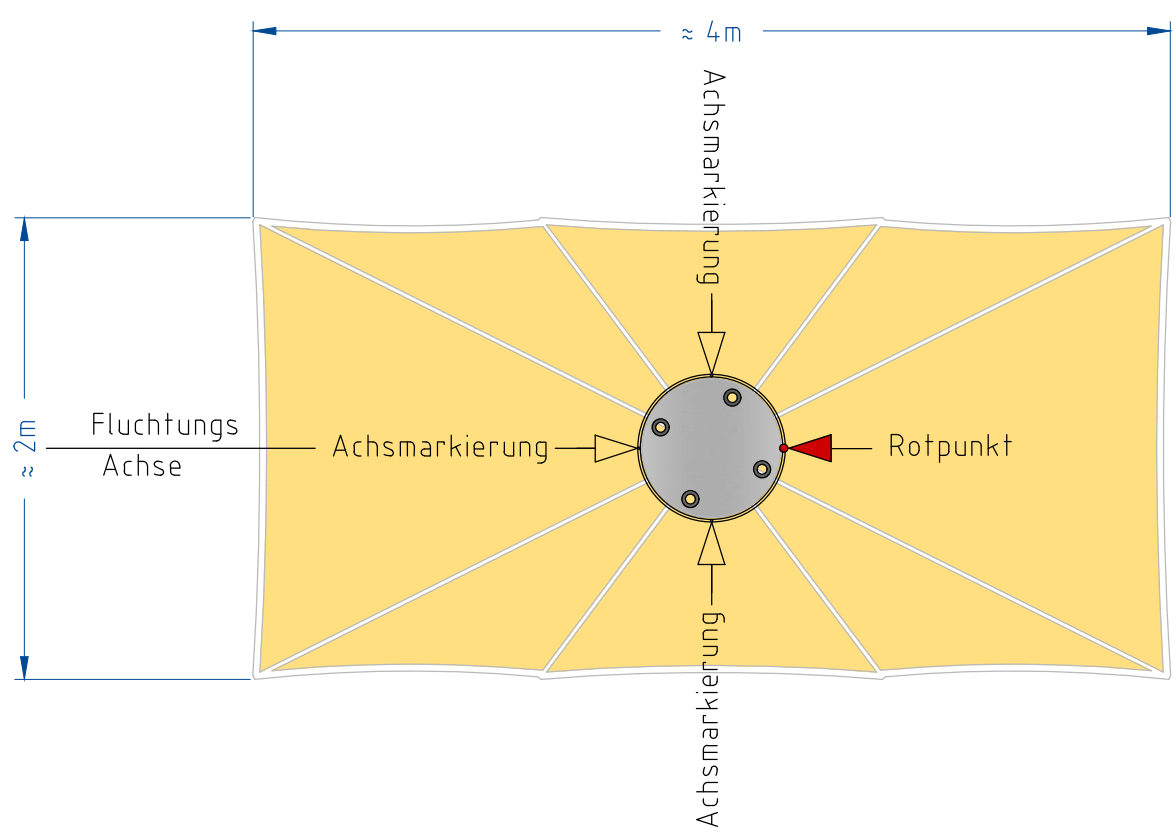 ≈ 4m
Achsmarkierung
≈ 2m
Fluchtungs
Achse
Achsmarkierung
Rotpunkt
Achsmarkierung